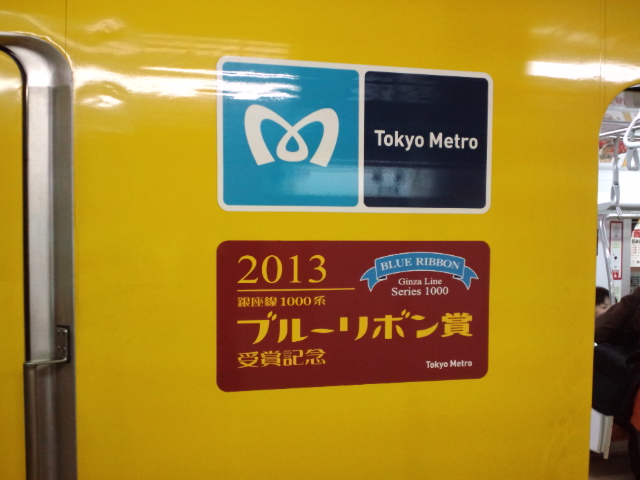 Tokyo Metro
2013
銀座線1000系
BLUE RIBBON
Ginza Line
Series 1000
ブルーリボン賞
受賞記念
Tokyo Metro